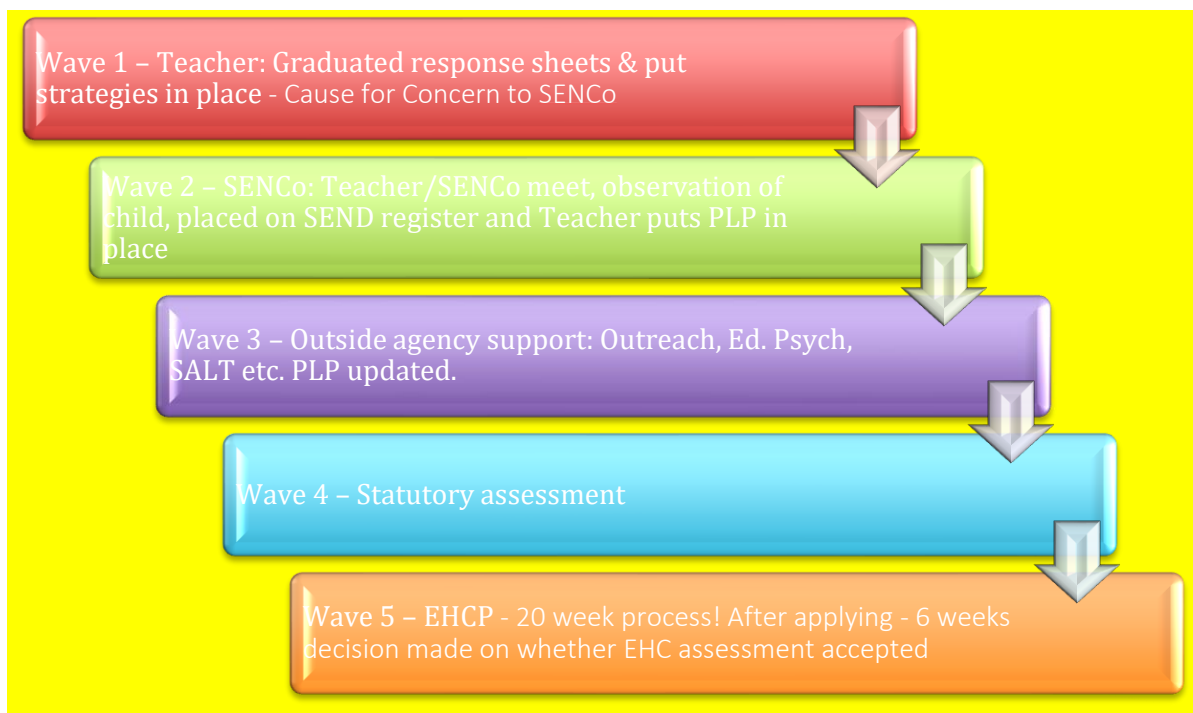 Wave 1 – Teacher: Graduated response sheets & put
strategies in place - Cause for Concern to SENCo
Wave 2 – SENCo: Teacher/SENCo meet, observation of
child, placed on SEND register and Teacher puts PLP in
place
Wave 3 – Outside agency support: Outreach, Ed. Psych,
SALT etc. PLP updated.
Wave 4 – Statutory assessment
Wave 5 – EHCP - 20 week process! After applying - 6 weeks
decision made on whether EHC assessment accepted